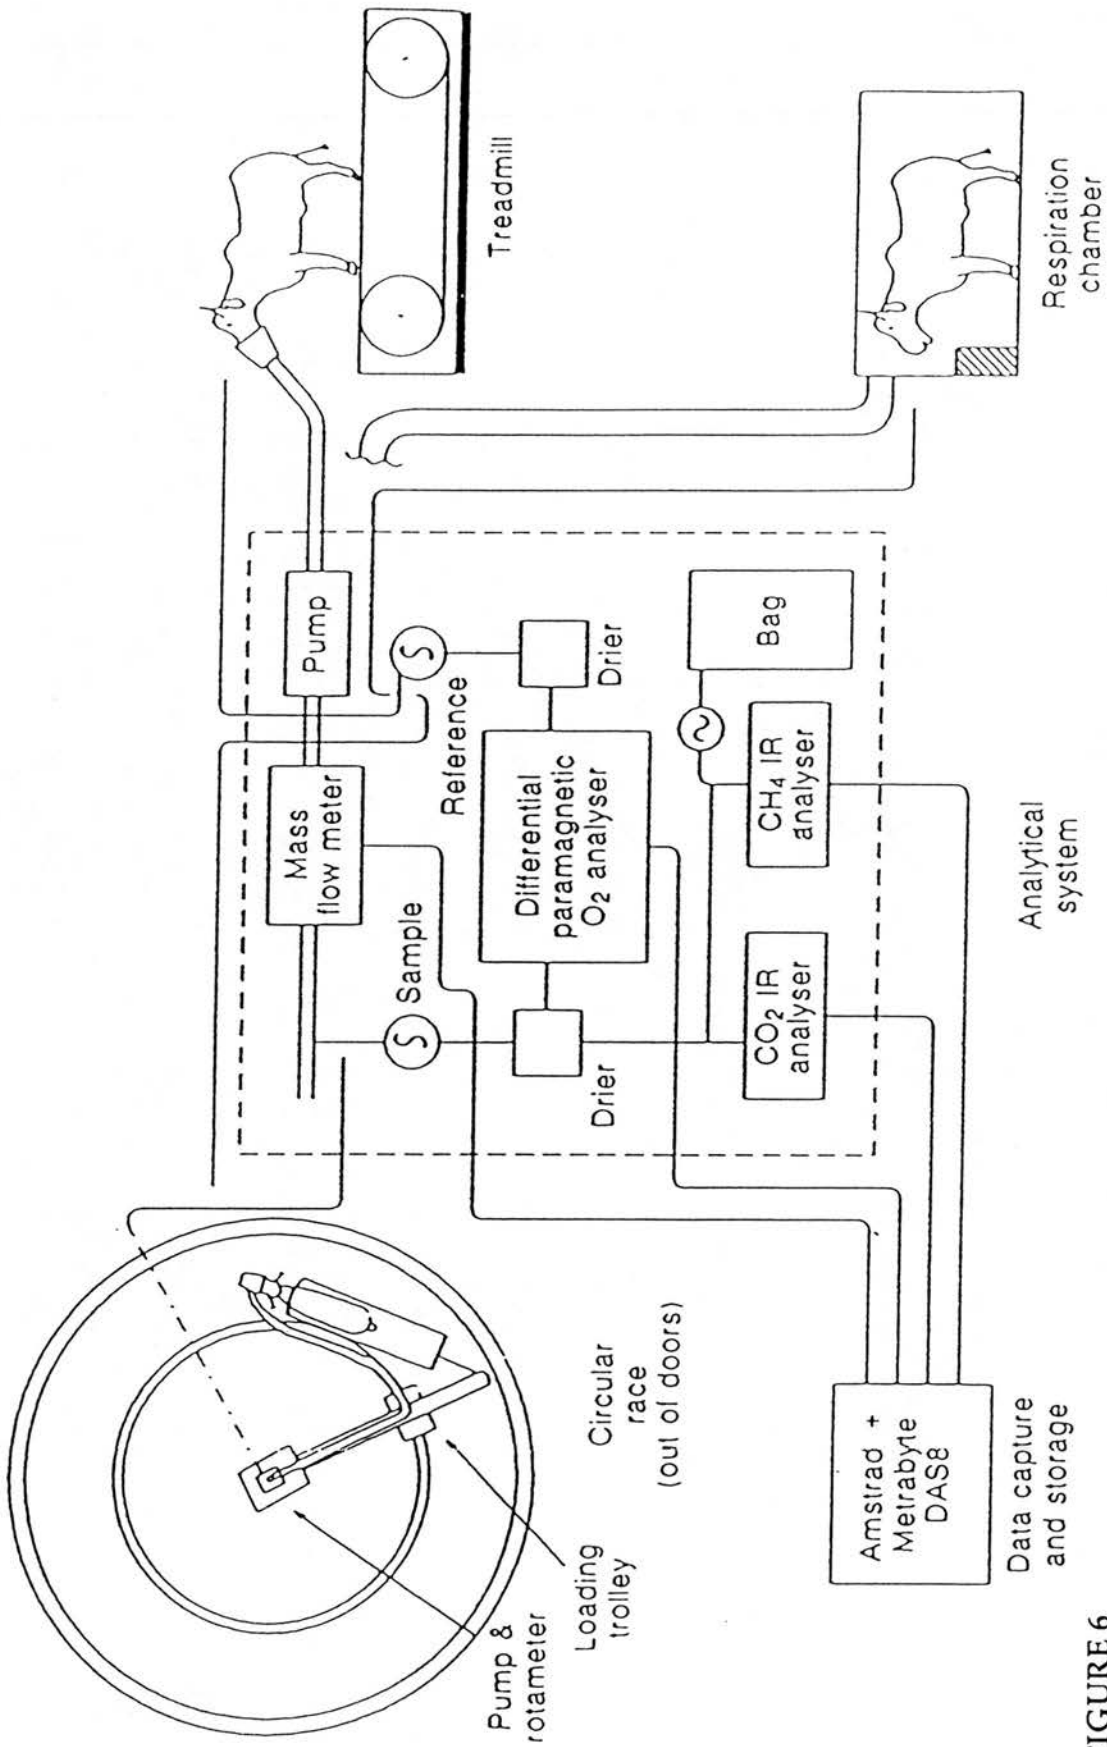 Treadmill
Respiration
chamber
Pump
Mass
flow meter
Reference
Sample
Drier
Differential
paramagnetic
O2 analyser
Drier
Bag
CH4 IR
analyser
CO2 IR
analyser
Analytical
system
Circular
race
(out of doors)
Pump &
rotameter
Loading
trolley
Amstrad +
Metrabyte
DAS8
Data capture
and storage
FIGURE 6